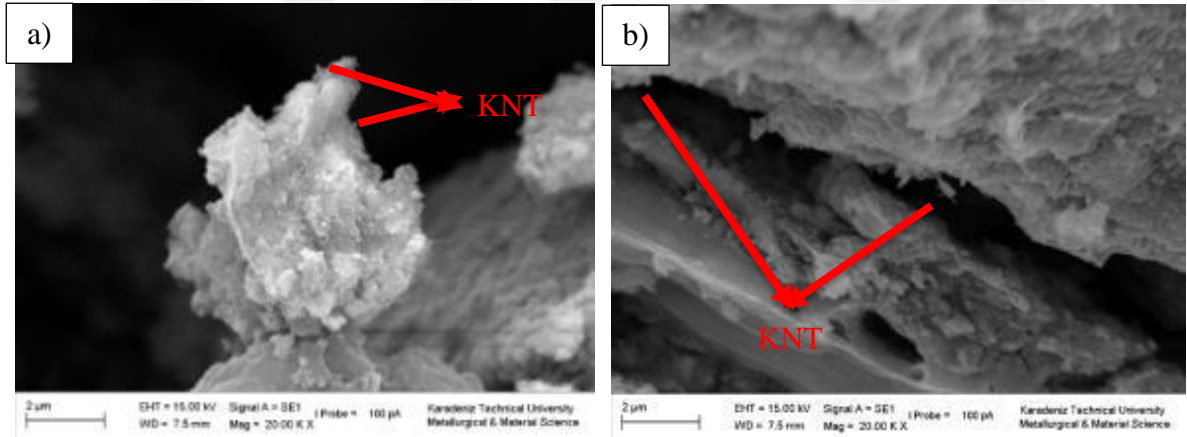 a)
KNT
2 µm
EHT = 15.00 kV Signal A = SE1
WD = 7.5 mm Mag = 20.00 K X
I Probe = 100 pA
Karadeniz Technical University
Metallurgical & Material Science
b)
KNT
2 µm
EHT = 15.00 kV Signal A = SE1
WD = 7.5 mm Mag = 20.00 K X
I Probe = 100 pA
Karadeniz Technical University
Metallurgical & Material Science